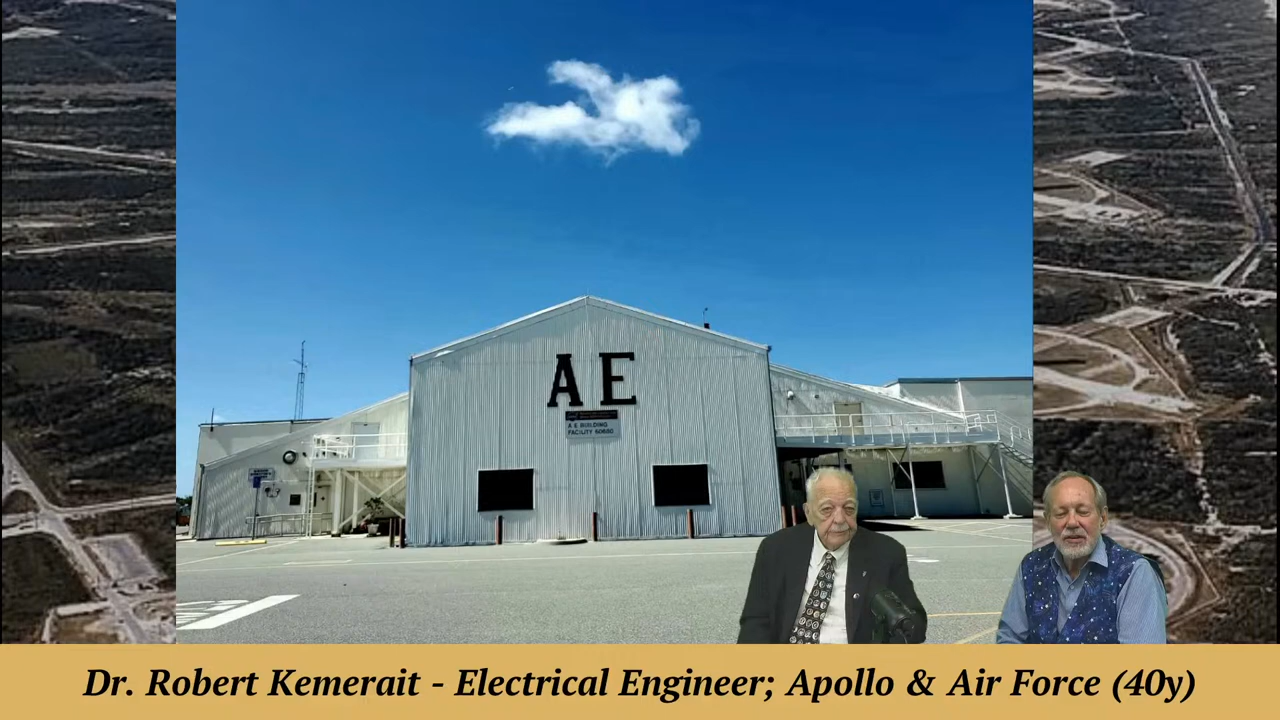 A E
A E BUILDING
FACILITY 60680
Dr. Robert Kemerait - Electrical Engineer; Apollo & Air Force (40y)